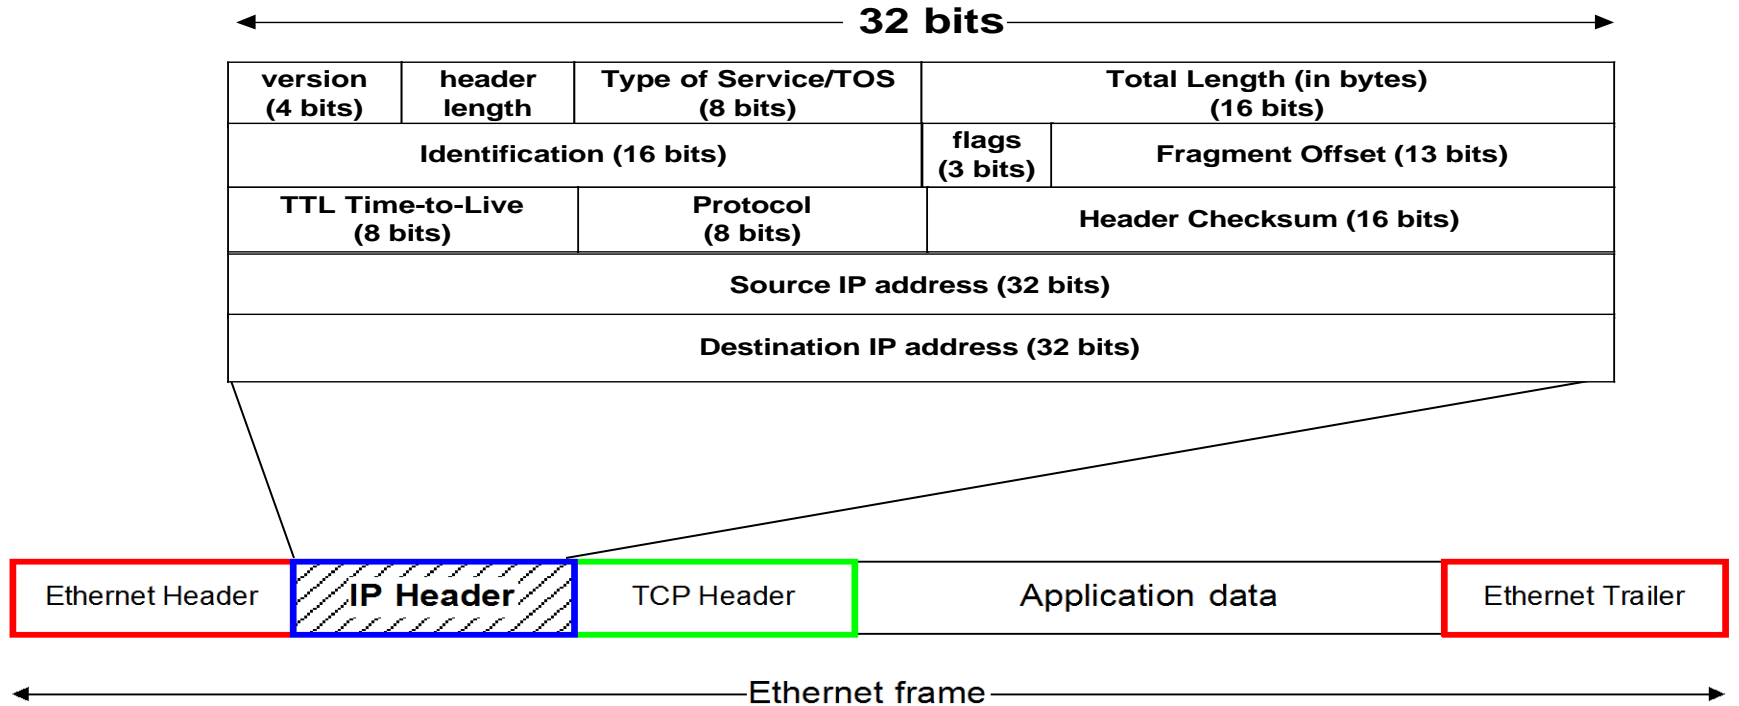 32 bits
version
(4 bits)
header
length
Type of Service/TOS
(8 bits)
Total Length (in bytes)
(16 bits)
Identification (16 bits)
flags
(3 bits)
Fragment Offset (13 bits)
TTL Time-to-Live
(8 bits)
Protocol
(8 bits)
Header Checksum (16 bits)
Source IP address (32 bits)
Destination IP address (32 bits)
Ethernet Header
IP Header
TCP Header
Application data
Ethernet Trailer
Ethernet frame